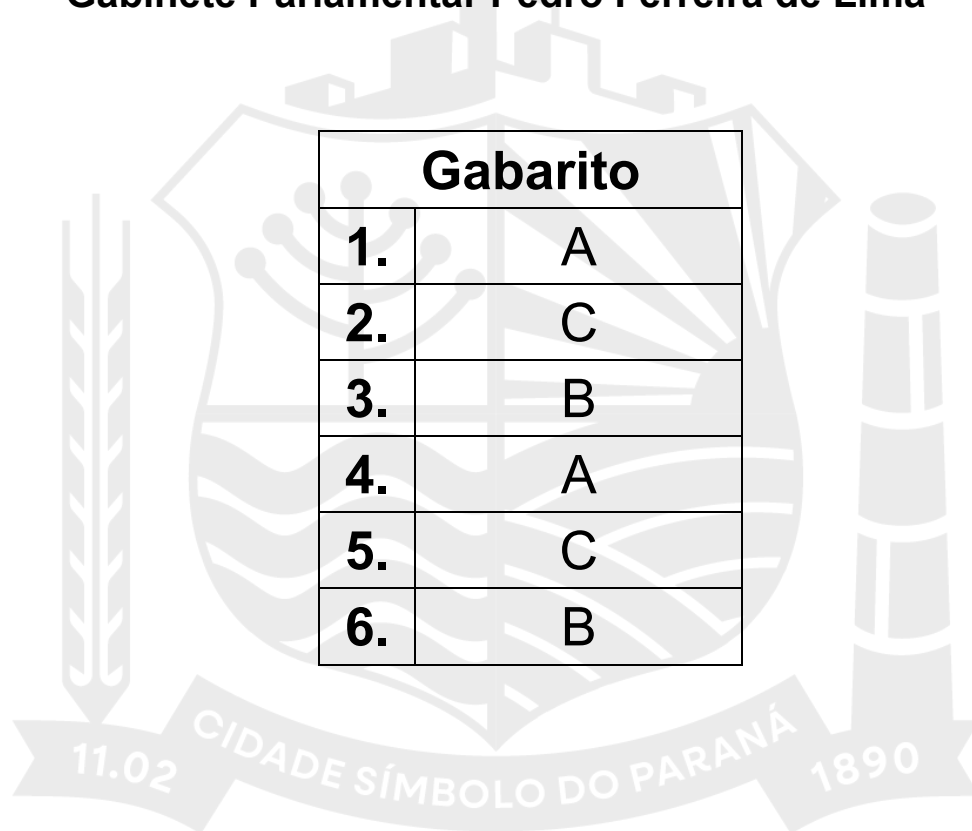 Gabinete Parlamentar Pedro Ferreira de Lima
Gabarito
1. A
2. C
3. B
4. A
5. C
6. B
11.02 CIDADE SÍMBOLO DO PARANÁ 1890